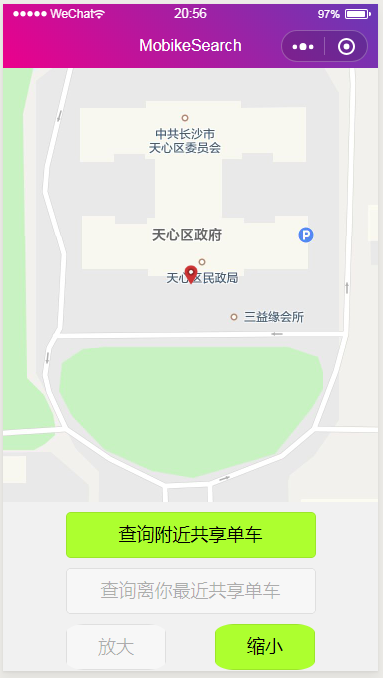 WeChat 20:56 97%
MobikeSearch
中共长沙市
天心区委员会
天心区政府 P
天心区民政局
三益缘会所
查询附近共享单车
查询离你最近共享单车
放大 缩小